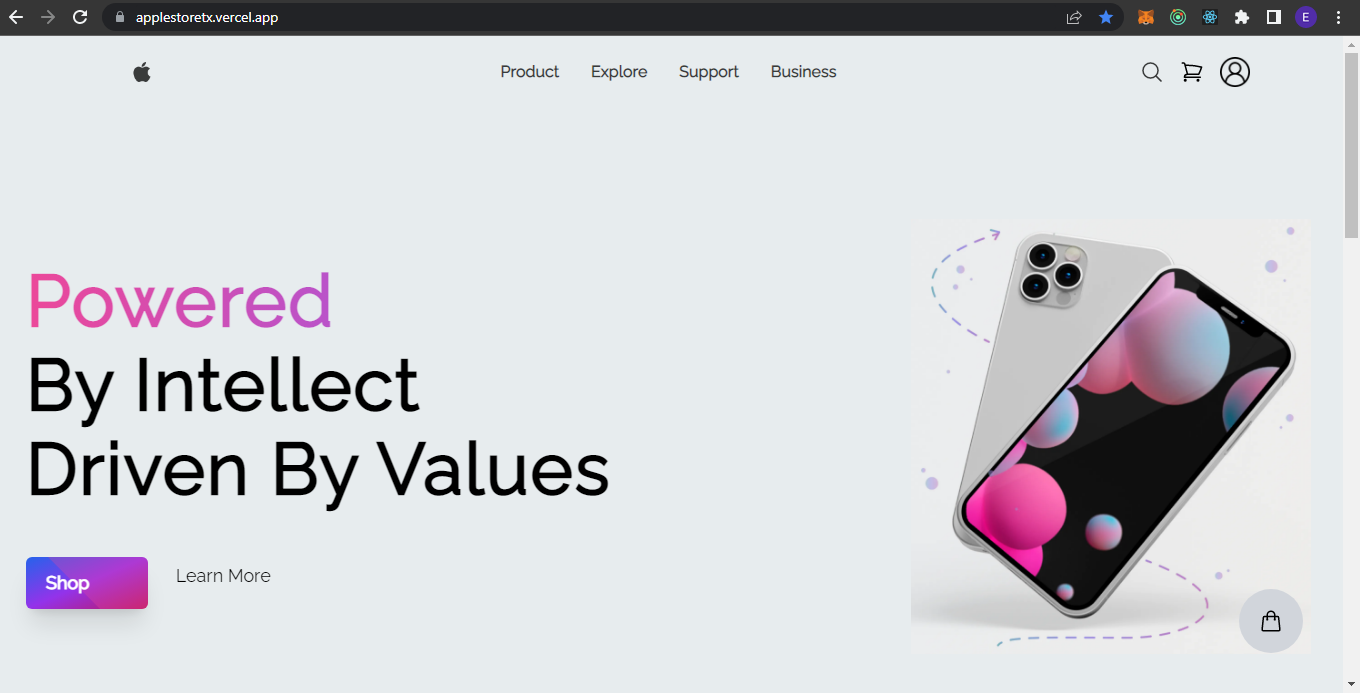 applestoretx.vercel.app
E
Product Explore Support Business
Powered
By Intellect
Driven By Values
Shop
Learn More